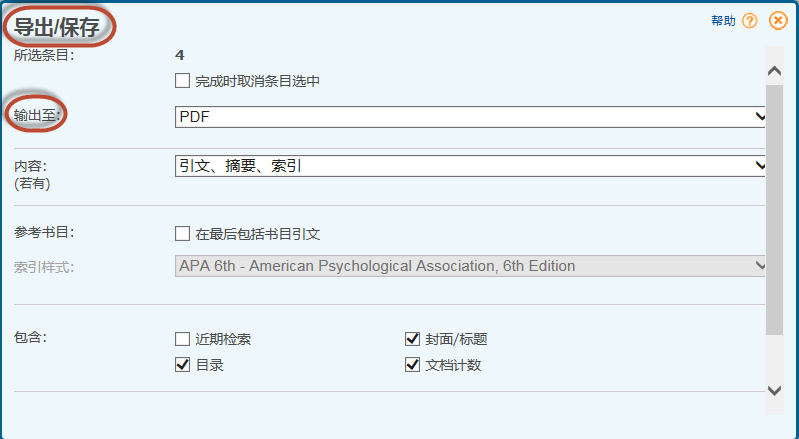 导出/保存
帮助 ?
所选条目: 4
完成时取消条目选中
输出至: PDF
内容: 引文、摘要、索引
(若有)
参考书目: 在最后包括书目引文
索引样式: APA 6th - American Psychological Association, 6th Edition
包含: 近期检索 封面/标题
目录 文档计数